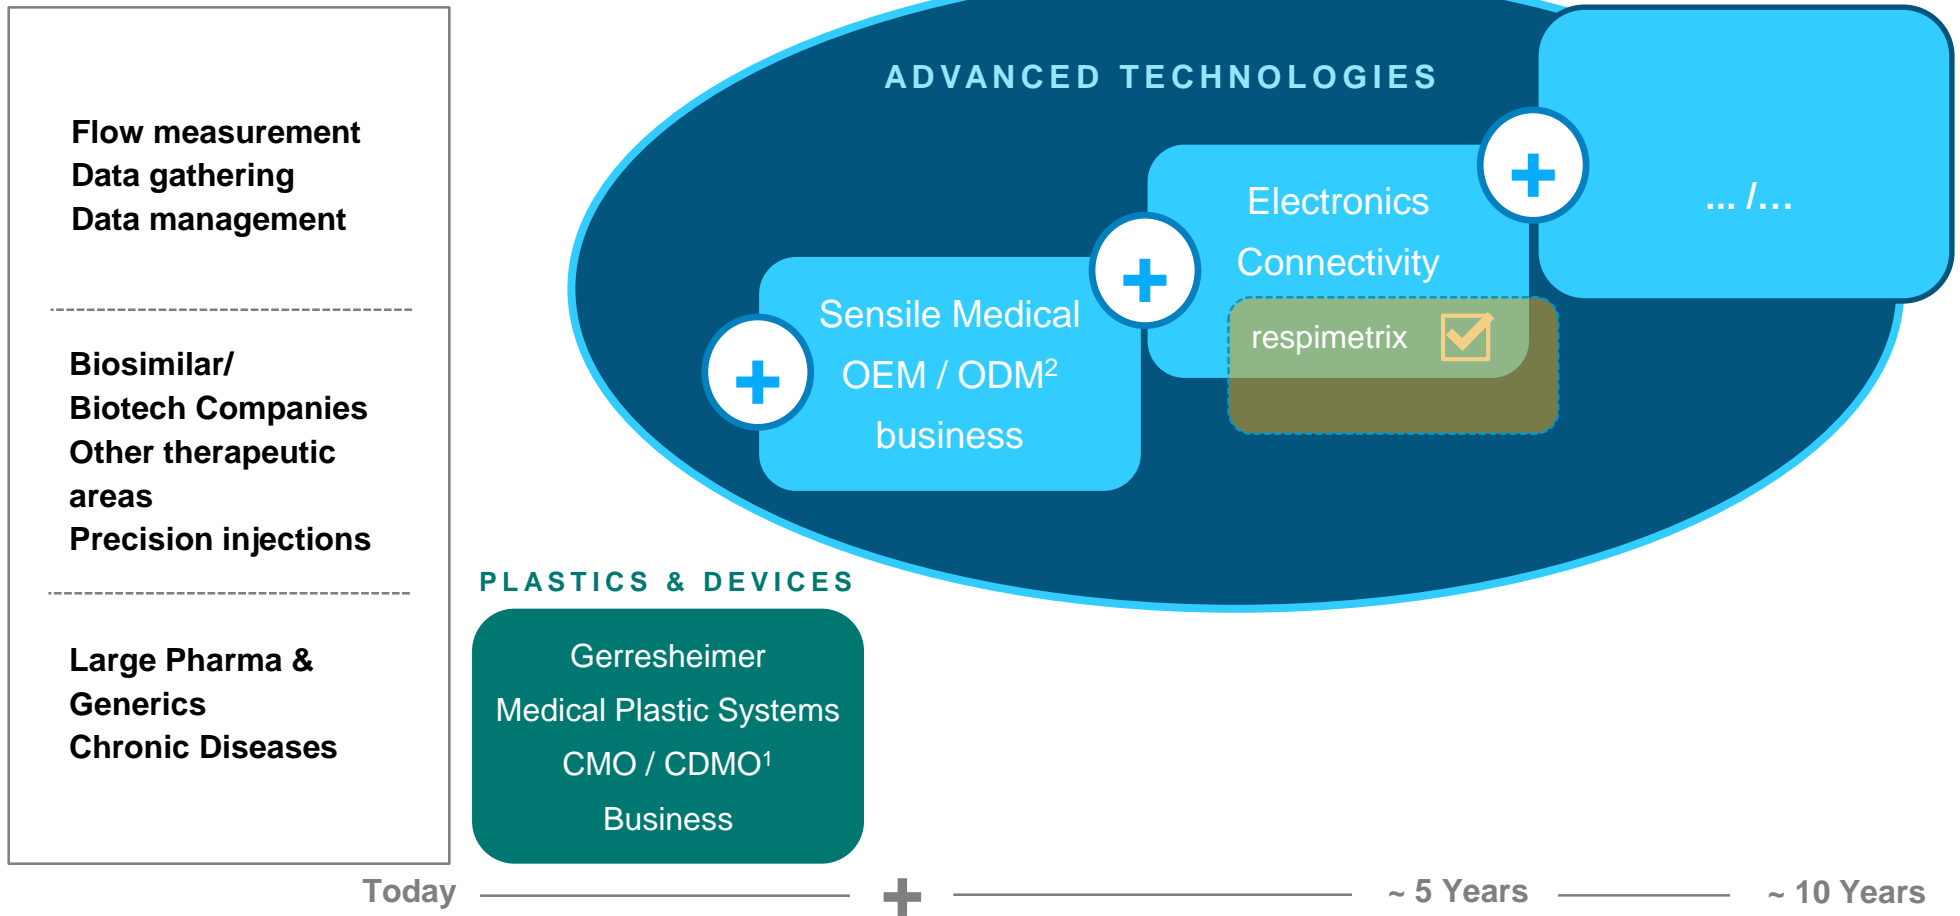 Flow measurement
Data gathering
Data management
Biosimilar/
Biotech Companies
Other therapeutic
areas
Precision injections
Large Pharma &
Generics
Chronic Diseases
ADVANCED TECHNOLOGIES
... /...
+
Electronics
Connectivity
respimetrix
+
Sensile Medical
OEM / ODM²
business
+
PLASTICS & DEVICES
Gerresheimer
Medical Plastic Systems
CMO / CDMO¹
Business
Today + ~ 5 Years ~ 10 Years